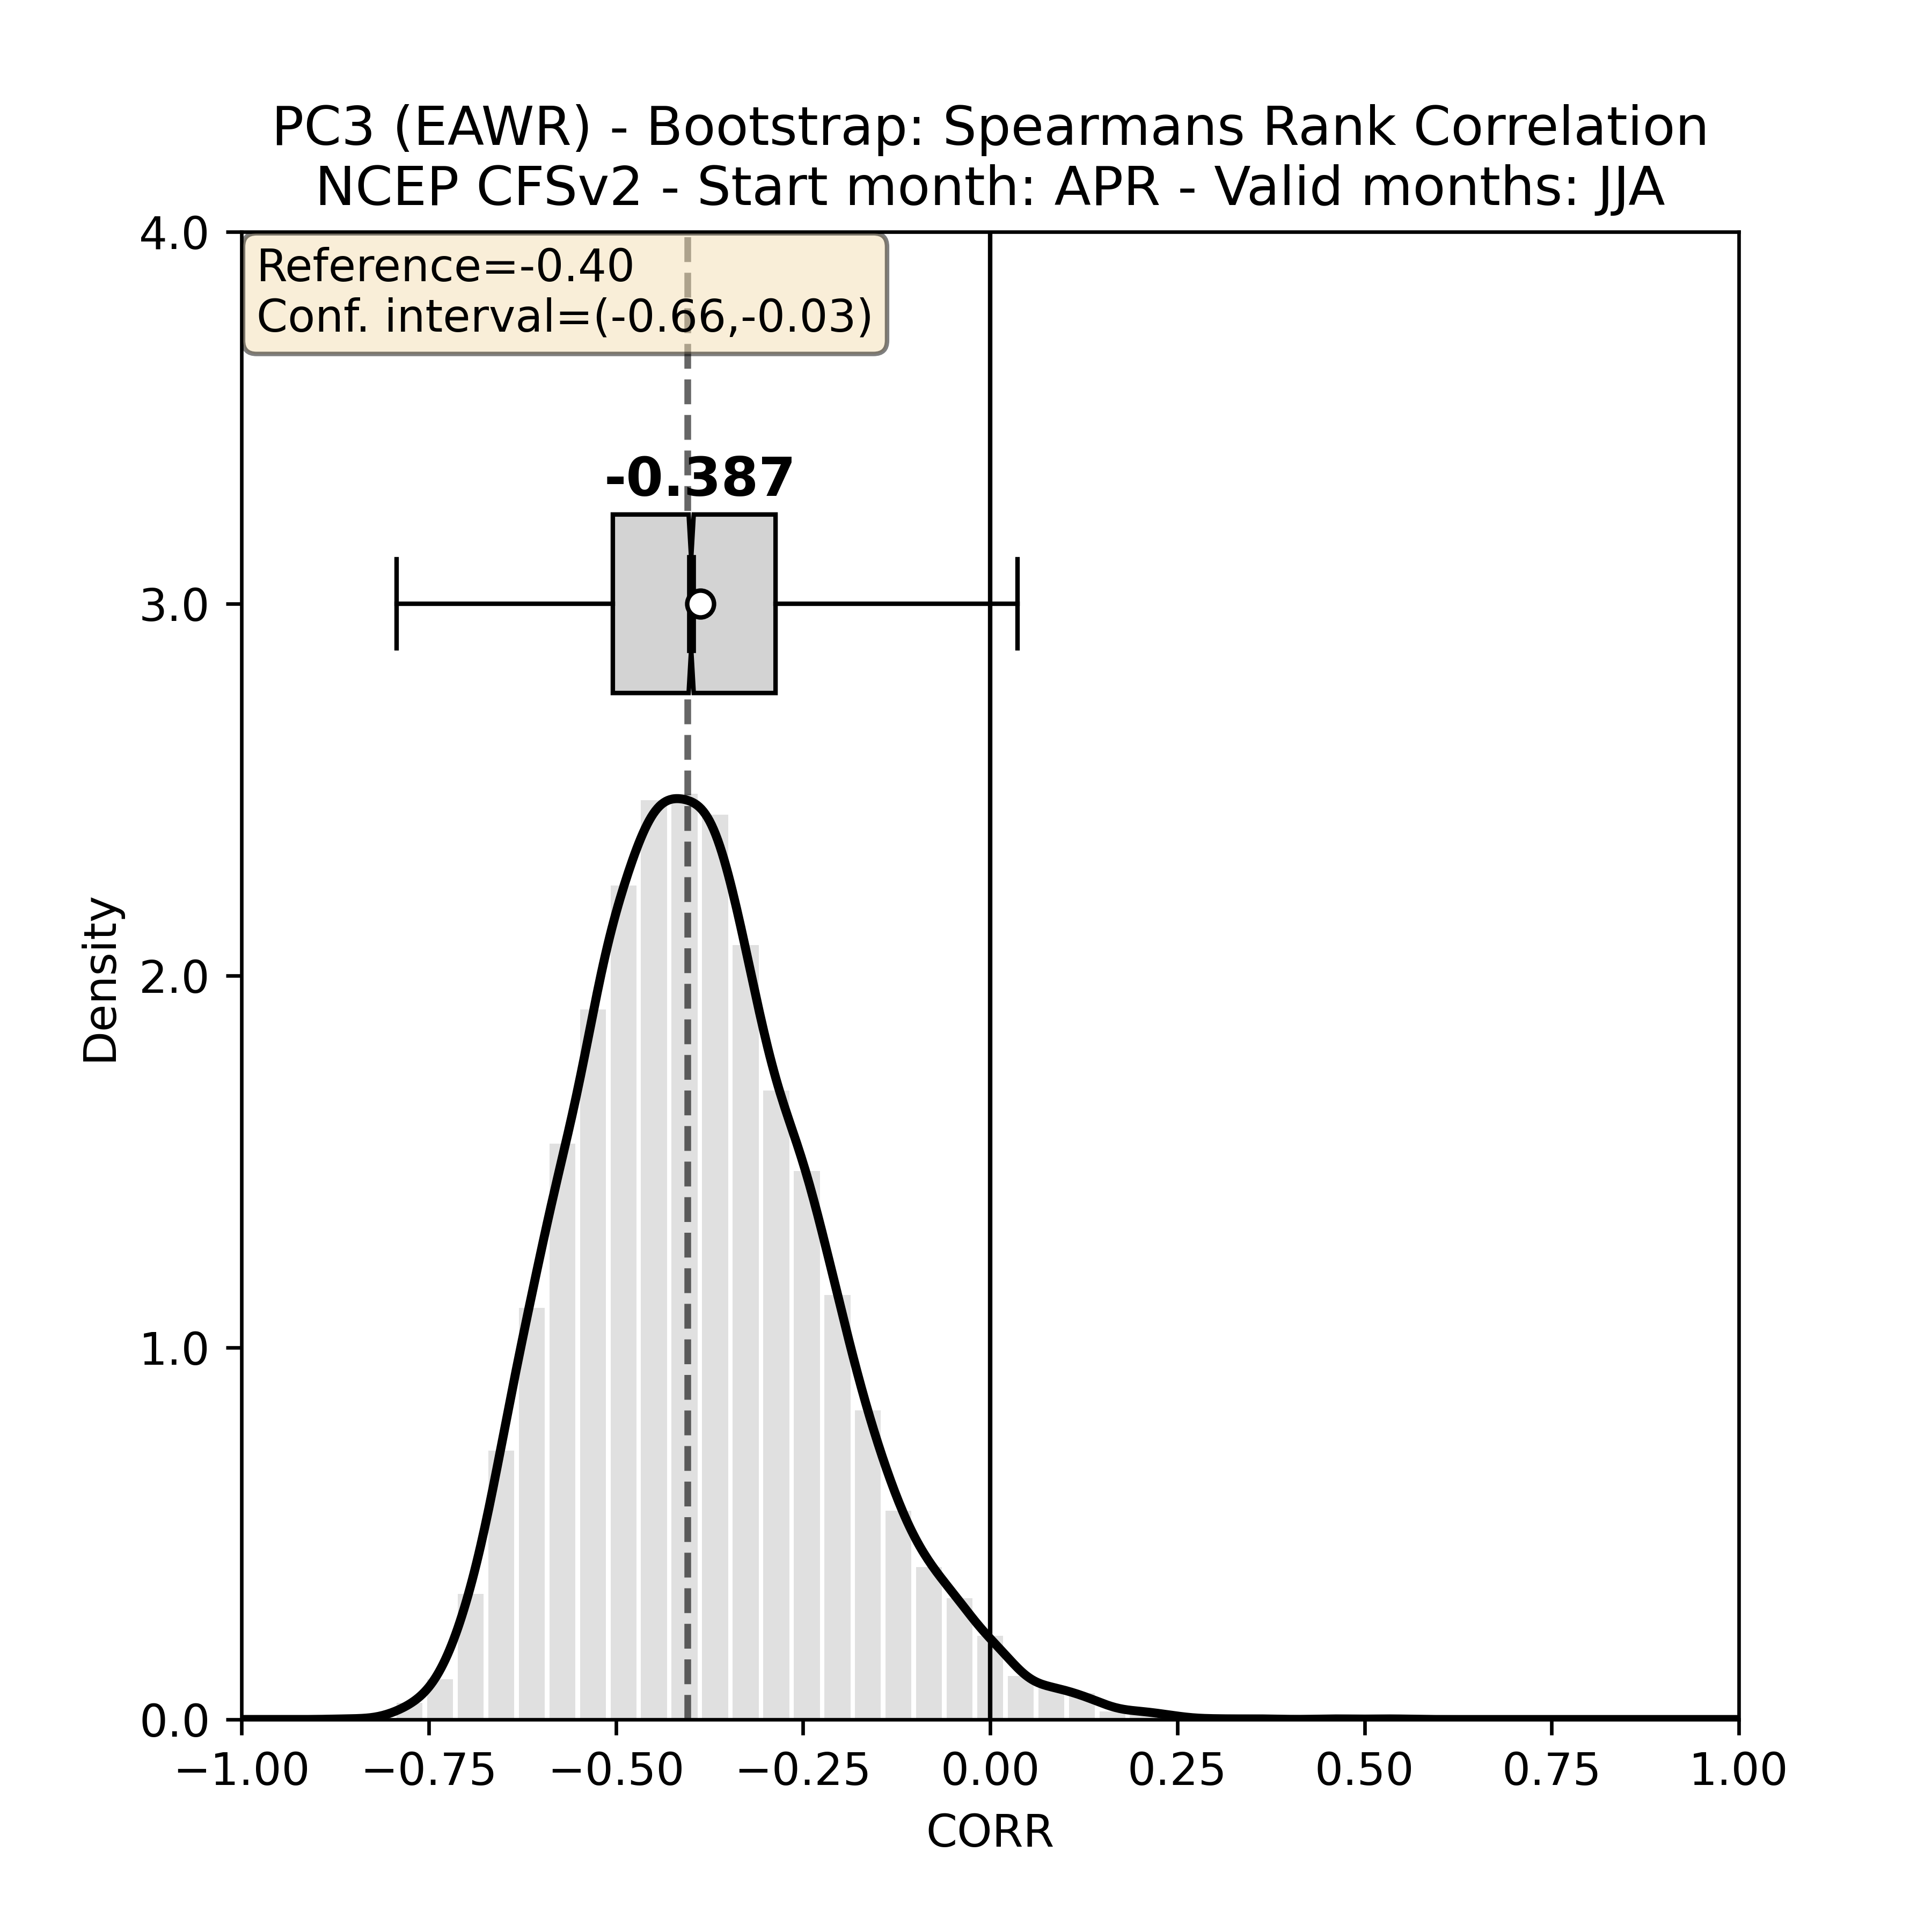 PC3 (EAWR) - Bootstrap: Spearmans Rank Correlation
NCEP CFSv2 - Start month: APR - Valid months: JJA
4.0
Reference=-0.40
Conf. interval=(-0.66,-0.03)
-0.387
3.0
Density
2.0
1.0
0.0
−1.00 −0.75 −0.50 −0.25 0.00 0.25 0.50 0.75 1.00
CORR